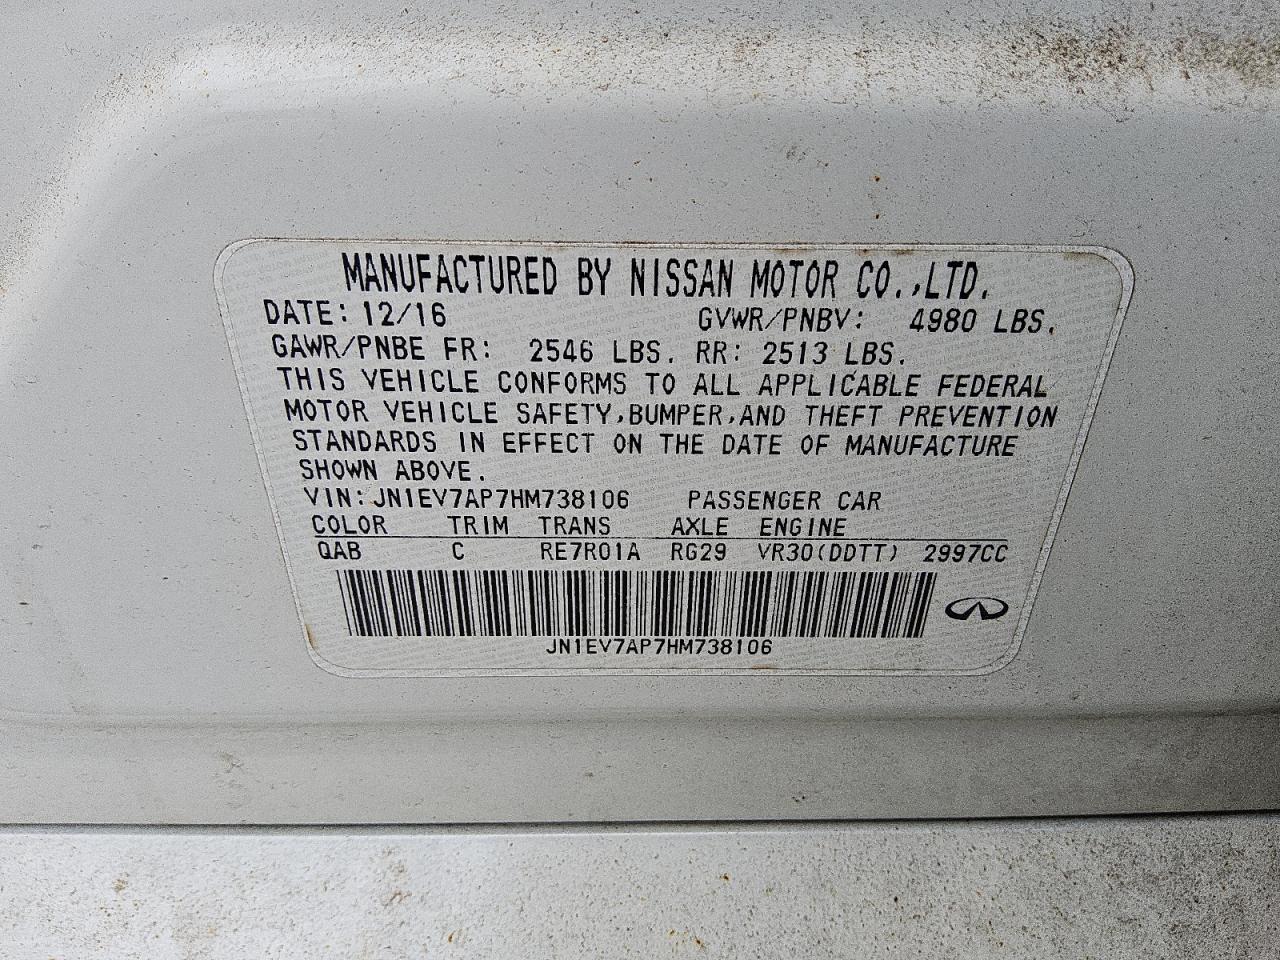 MANUFACTURED BY NISSAN MOTOR CO.,LTD.
DATE: 12/16 GVWR/PNBV: 4980 LBS.
GAWR/PNBE FR: 2546 LBS. RR: 2513 LBS.
THIS VEHICLE CONFORMS TO ALL APPLICABLE FEDERAL
MOTOR VEHICLE SAFETY,BUMPER,AND THEFT PREVENTION
STANDARDS IN EFFECT ON THE DATE OF MANUFACTURE
SHOWN ABOVE.
VIN:JN1EV7AP7HM738106 PASSENGER CAR
COLOR TRIM TRANS AXLE ENGINE
QAB C RE7R01A RG29 VR30(DDTT) 2997CC
JN1EV7AP7HM738106